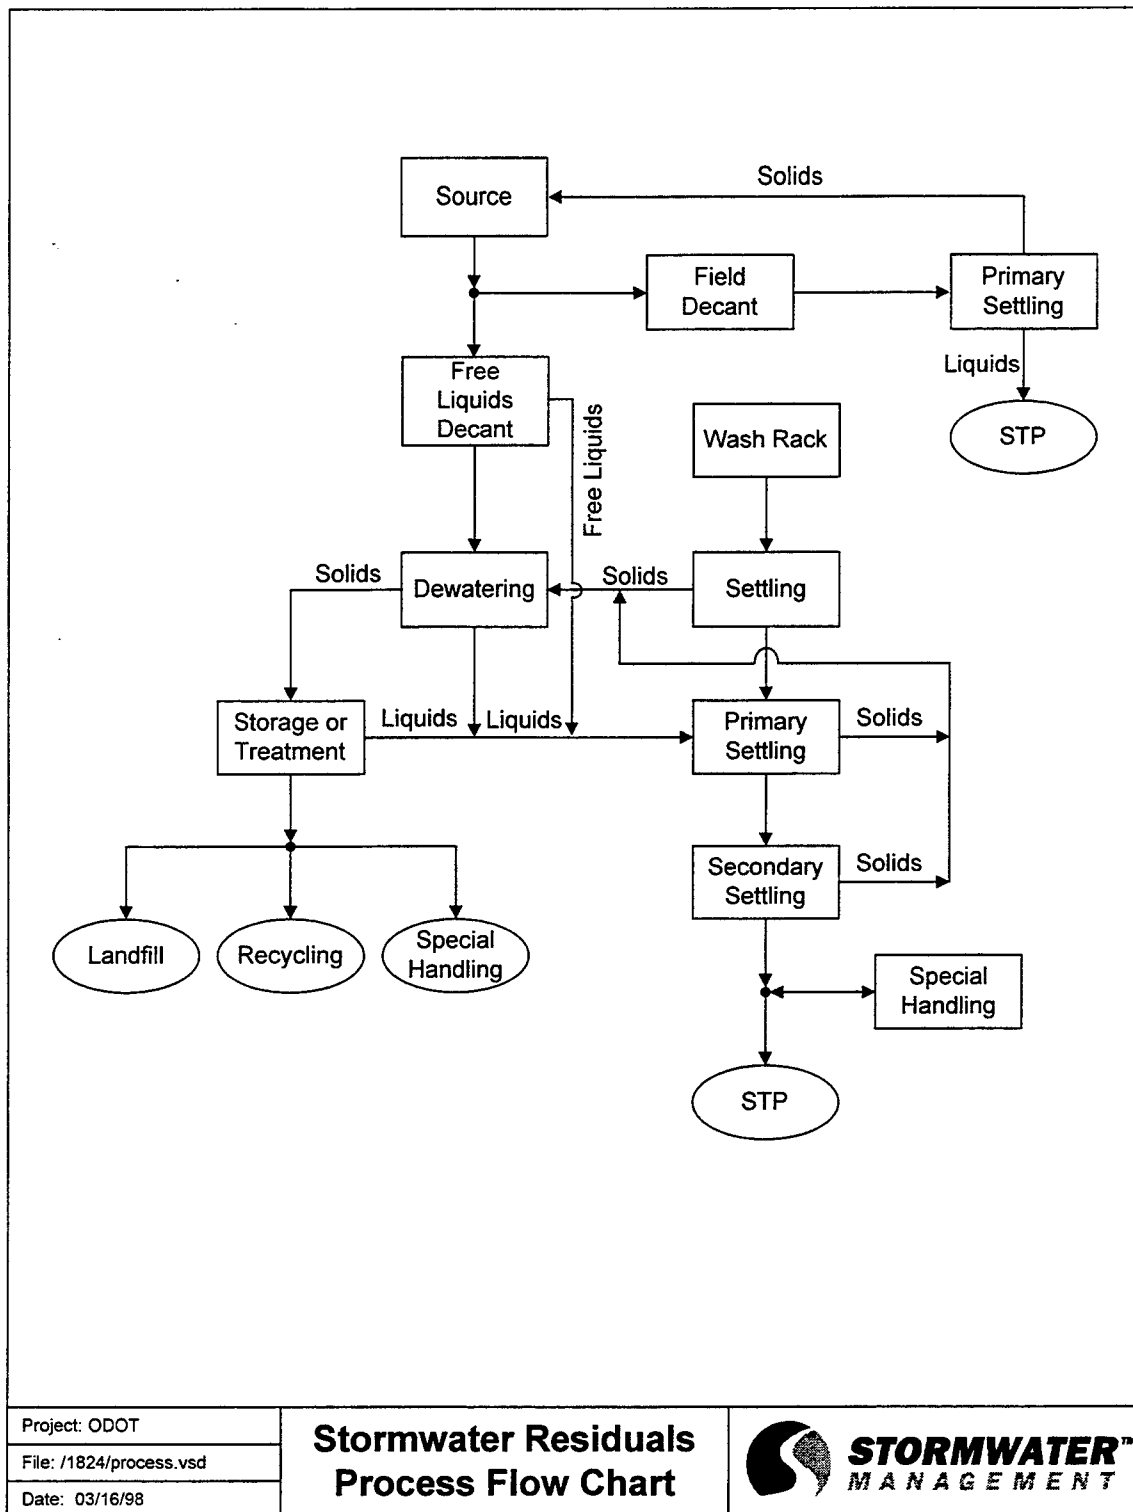 Solids
Source
Field
Decant
Primary
Settling
Liquids
STP
Free
Liquids
Decant
Free Liquids
Wash Rack
Solids
Dewatering
Solids
Settling
Storage or
Treatment
Liquids
Liquids
Primary
Settling
Solids
Secondary
Settling
Solids
Landfill
Recycling
Special
Handling
Special
Handling
STP
Project: ODOT
File: /1824/process.vsd
Date: 03/16/98
Stormwater Residuals
Process Flow Chart
STORMWATER™
MANAGEMENT